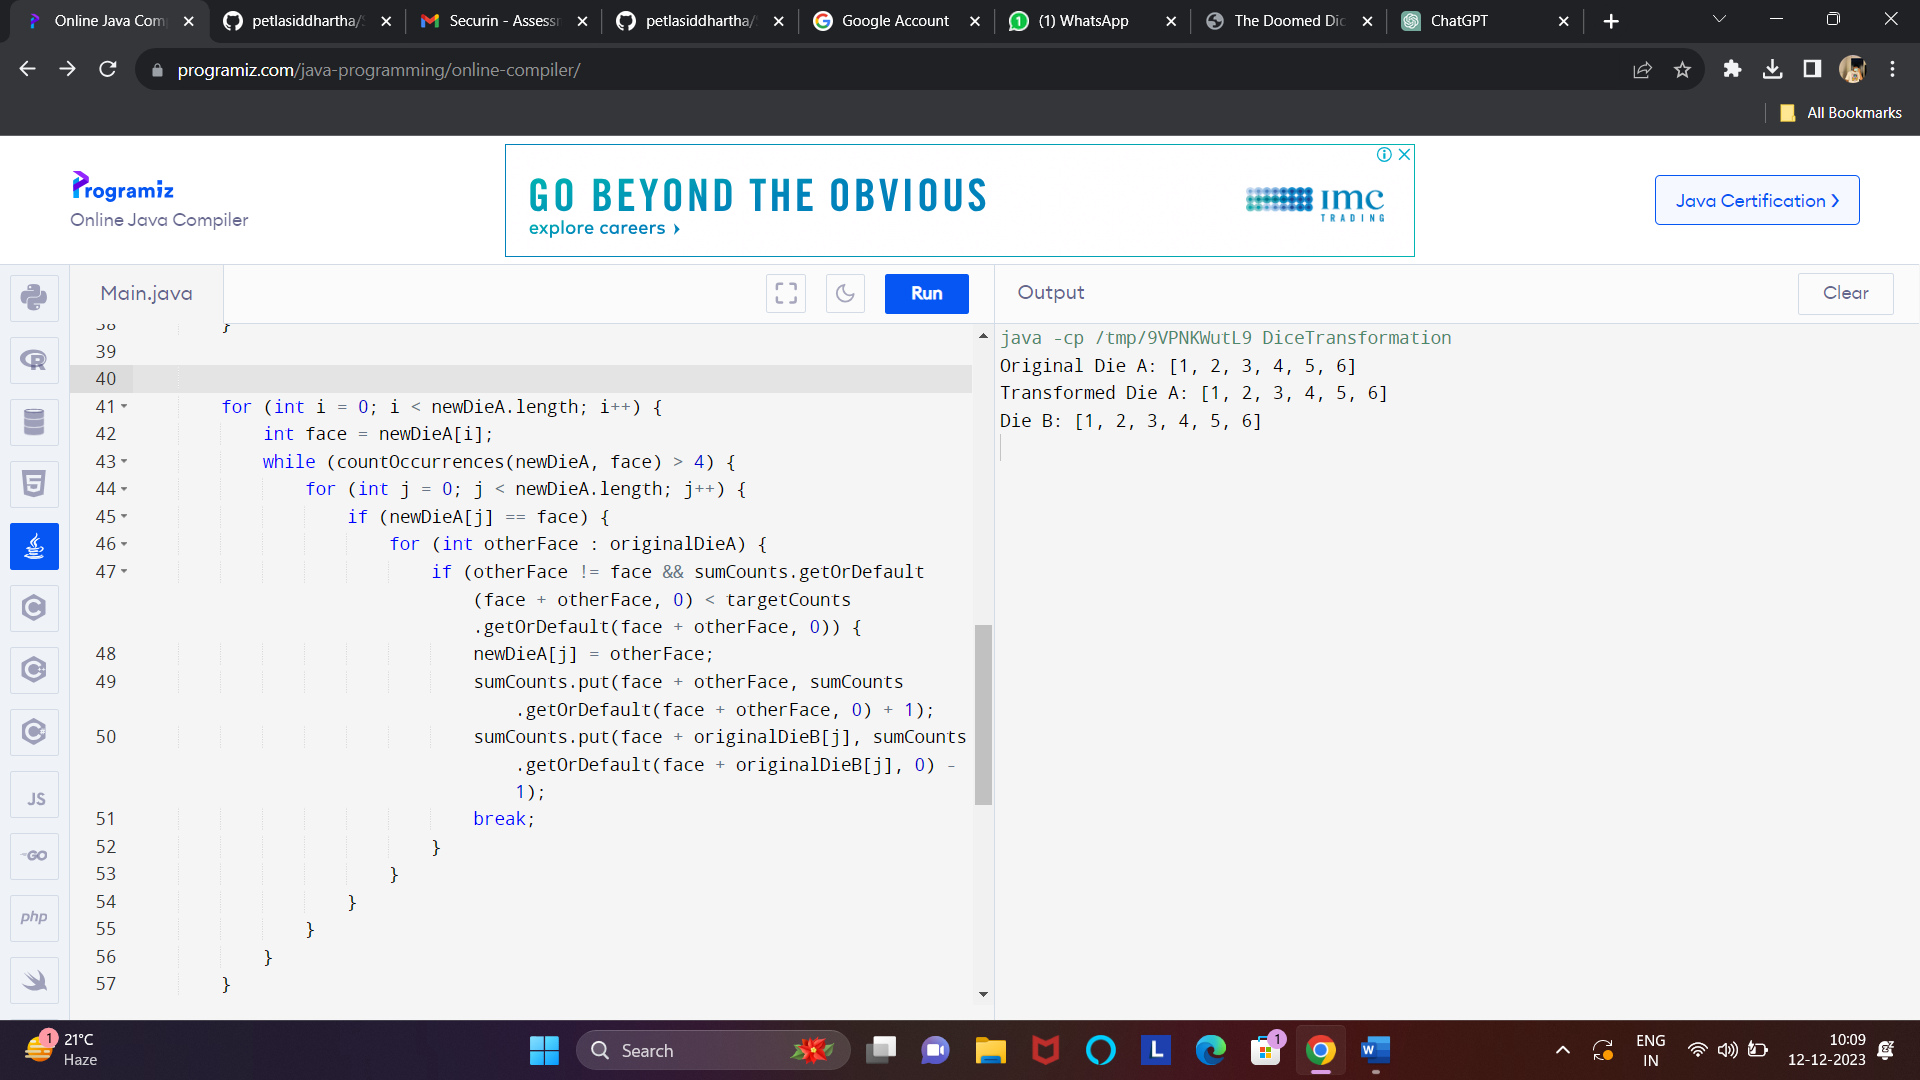 Online Java Com
petlasiddhartha/
Securin - Assess
petlasiddhartha/
Google Account
(1) WhatsApp
The Doomed Dic
ChatGPT
programiz.com/java-programming/online-compiler/
All Bookmarks
Programiz
Online Java Compiler
GO BEYOND THE OBVIOUS
explore careers ›
imc
TRADING
Java Certification ›
Main.java
Run
Output
Clear
38 }
39
40
41 for (int i = 0; i < newDieA.length; i++) {
42 int face = newDieA[i];
43 while (countOccurrences(newDieA, face) > 4) {
44 for (int j = 0; j < newDieA.length; j++) {
45 if (newDieA[j] == face) {
46 for (int otherFace : originalDieA) {
47 if (otherFace != face && sumCounts.getOrDefault
(face + otherFace, 0) < targetCounts
.getOrDefault(face + otherFace, 0)) {
48 newDieA[j] = otherFace;
49 sumCounts.put(face + otherFace, sumCounts
.getOrDefault(face + otherFace, 0) + 1);
50 sumCounts.put(face + originalDieB[j], sumCounts
.getOrDefault(face + originalDieB[j], 0) -
1);
51 break;
52 }
53 }
54 }
55 }
56 }
57 }
java -cp /tmp/9VPNKWutL9 DiceTransformation
Original Die A: [1, 2, 3, 4, 5, 6]
Transformed Die A: [1, 2, 3, 4, 5, 6]
Die B: [1, 2, 3, 4, 5, 6]
JS
GO
php
1
21°C
Haze
Search
L
1
W
ENG
IN
10:09
12-12-2023